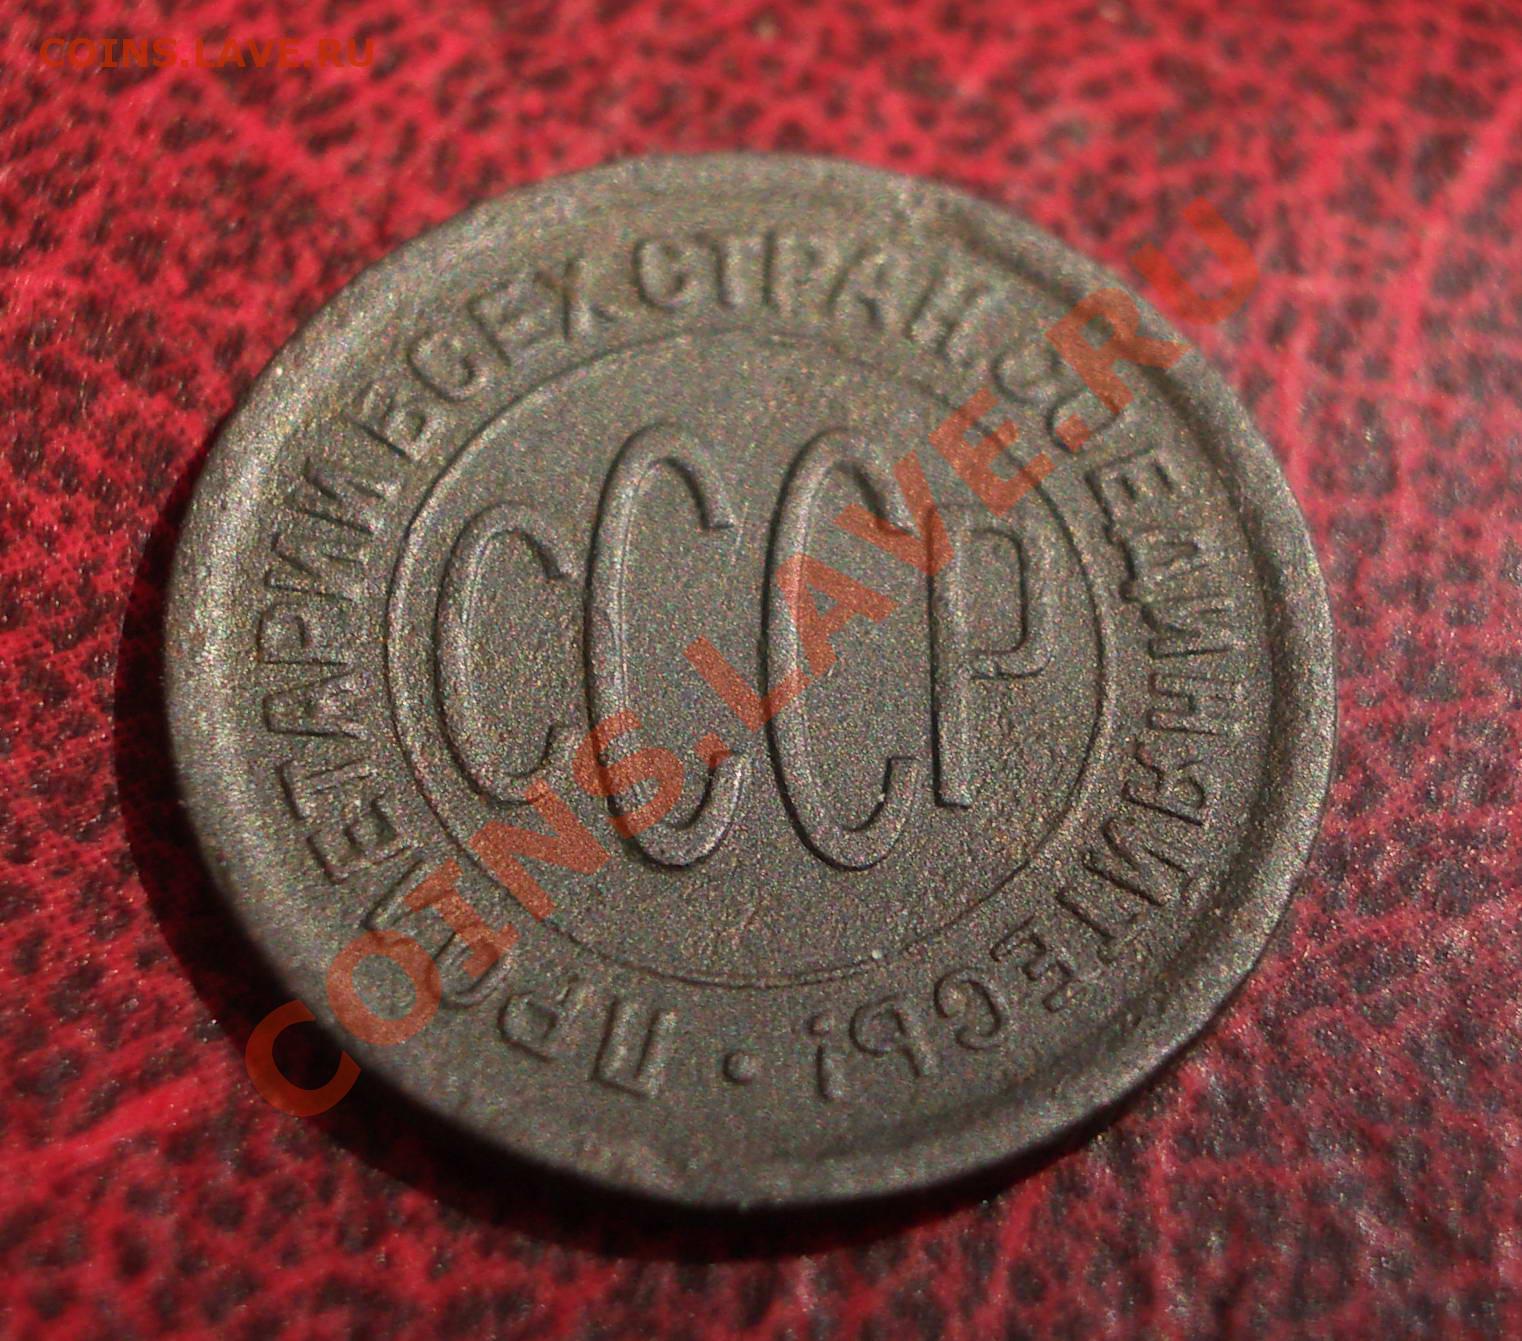 COINS.LAVE.RU
ПРОЛЕТАРИИ ВСЕХ СТРАН, СОЕДИНЯЙТЕСЬ! •
СССР
COINS.LAVE.RU